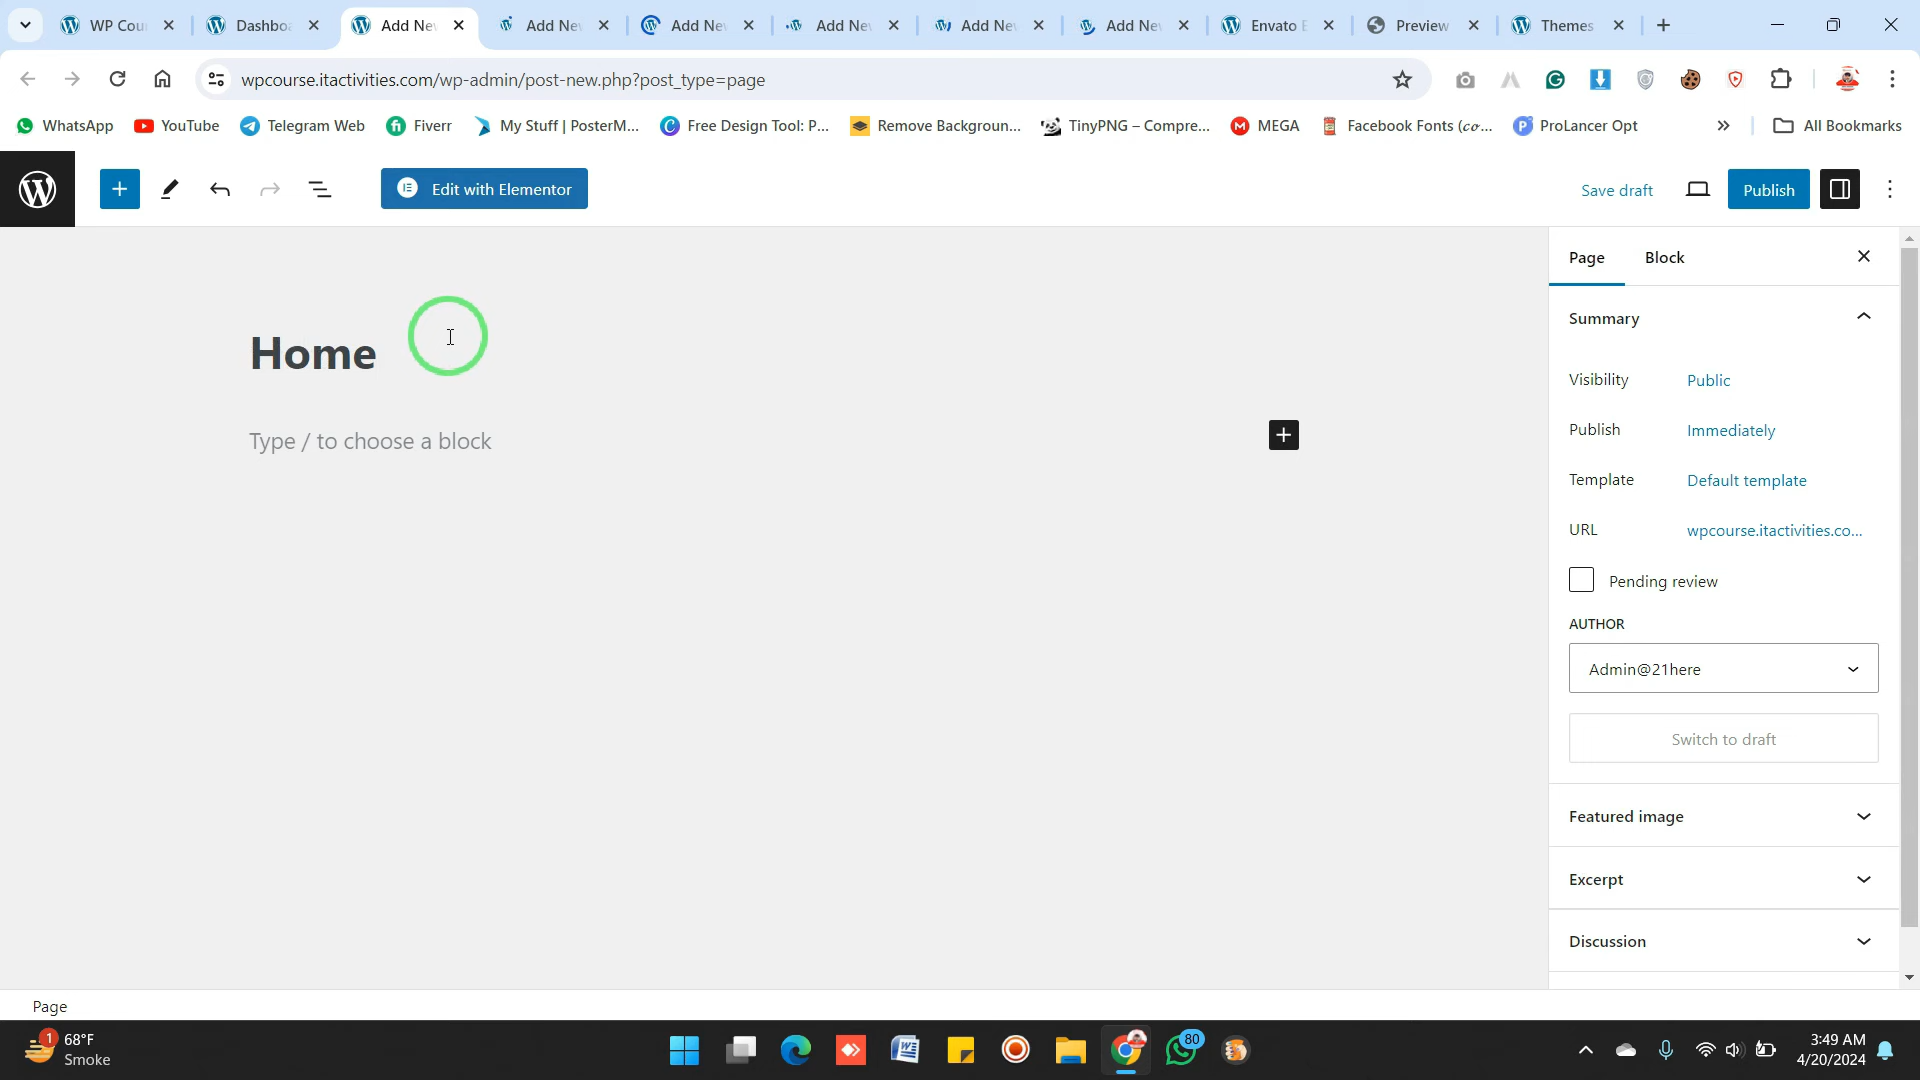 WP Cou
Dashbo
Add Ne
Add Ne
Add Ne
Add Ne
Add Ne
Add Ne
Envato E
Preview
Themes
wpcourse.itactivities.com/wp-admin/post-new.php?post_type=page
WhatsApp
YouTube
Telegram Web
Fiverr
My Stuff | PosterM...
Free Design Tool: P...
Remove Backgroun...
TinyPNG – Compre...
MEGA
Facebook Fonts (𝒸𝑜...
ProLancer Opt
All Bookmarks
Edit with Elementor
Save draft
Publish
Page
Block
Home
Type / to choose a block
Summary
Visibility
Public
Publish
Immediately
Template
Default template
URL
wpcourse.itactivities.co...
Pending review
AUTHOR
Admin@21here
Switch to draft
Featured image
Excerpt
Discussion
Page
1
68°F
Smoke
80
3:49 AM
4/20/2024